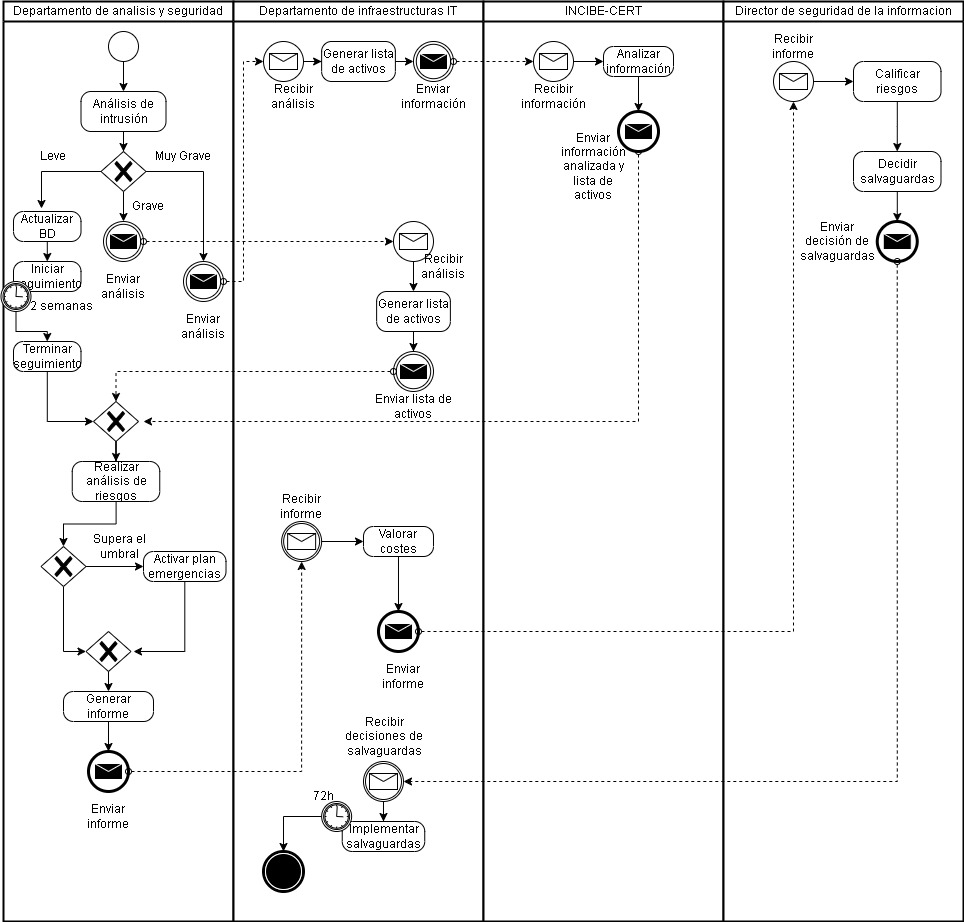 Departamento de analisis y seguridad
Departamento de infraestructuras IT
INCIBE-CERT
Director de seguridad de la informacion
Análisis de
intrusión
Leve
Muy Grave
Grave
Actualizar
BD
Enviar
análisis
Enviar
análisis
Iniciar
seguimiento
2 semanas
Terminar
seguimiento
Realizar
análisis de
riesgos
Supera el
umbral
Activar plan
emergencias
Generar
informe
Enviar
informe
Recibir
análisis
Generar lista
de activos
Enviar
información
Recibir
análisis
Generar lista
de activos
Enviar lista de
activos
Recibir
informe
Valorar
costes
Enviar
informe
Recibir
decisiones de
salvaguardas
72h
Implementar
salvaguardas
Recibir
información
Analizar
información
Enviar
información
analizada y
lista de
activos
Recibir
informe
Calificar
riesgos
Decidir
salvaguardas
Enviar
decisión de
salvaguardas